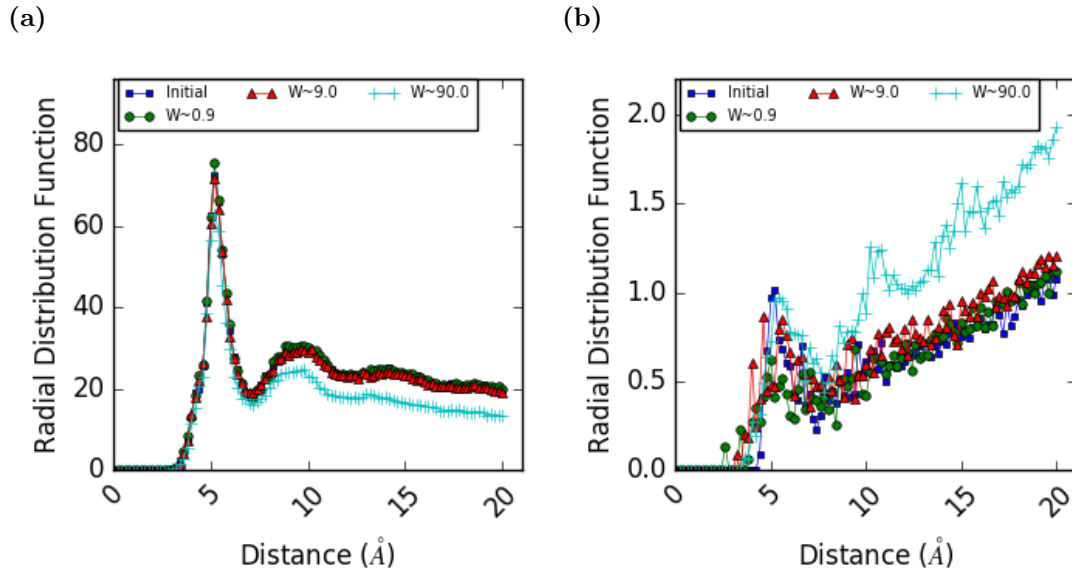 (a)
(b)
Initial
W~9.0
W~90.0
W~0.9
Radial Distribution Function
80
60
40
20
0
0
5
10
15
20
Distance (Å)
Initial
W~9.0
W~90.0
W~0.9
Radial Distribution Function
2.0
1.5
1.0
0.5
0.0
0
5
10
15
20
Distance (Å)